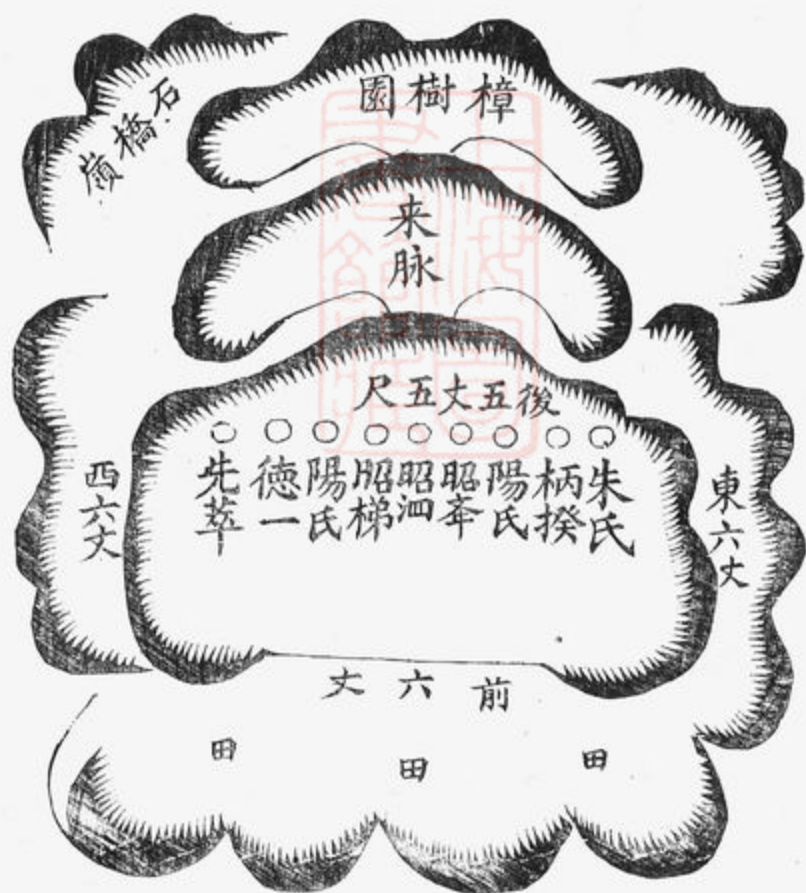 樟樹園
石橋嶺
来脉
後五丈五尺
朱氏
柄揆
陽氏
昭峯
昭泗
昭梯
陽氏
德一
先萃
東六丈
西六丈
前六丈
田
田
田